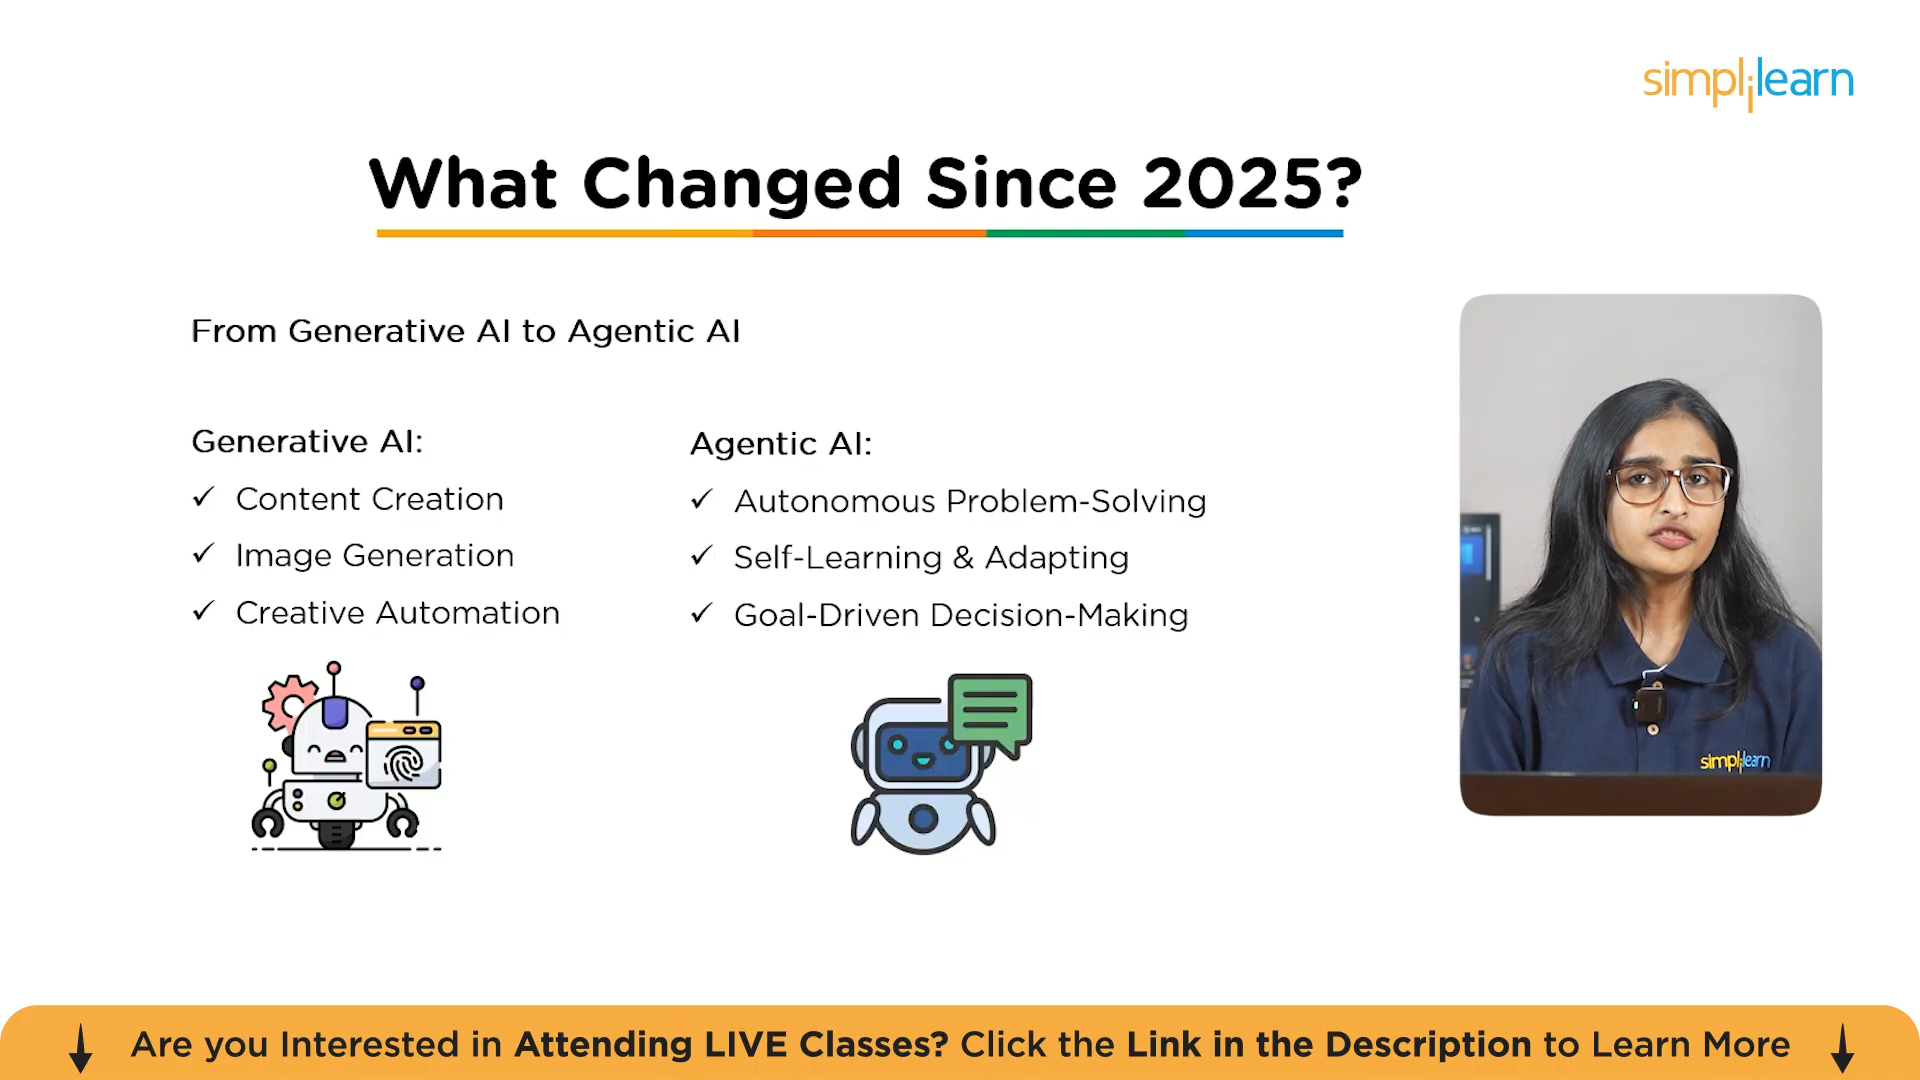 simplilearn
What Changed Since 2025?
From Generative AI to Agentic AI
Generative AI:
✓ Content Creation
✓ Image Generation
✓ Creative Automation
Agentic AI:
✓ Autonomous Problem-Solving
✓ Self-Learning & Adapting
✓ Goal-Driven Decision-Making
simplilearn
Are you Interested in Attending LIVE Classes? Click the Link in the Description to Learn More